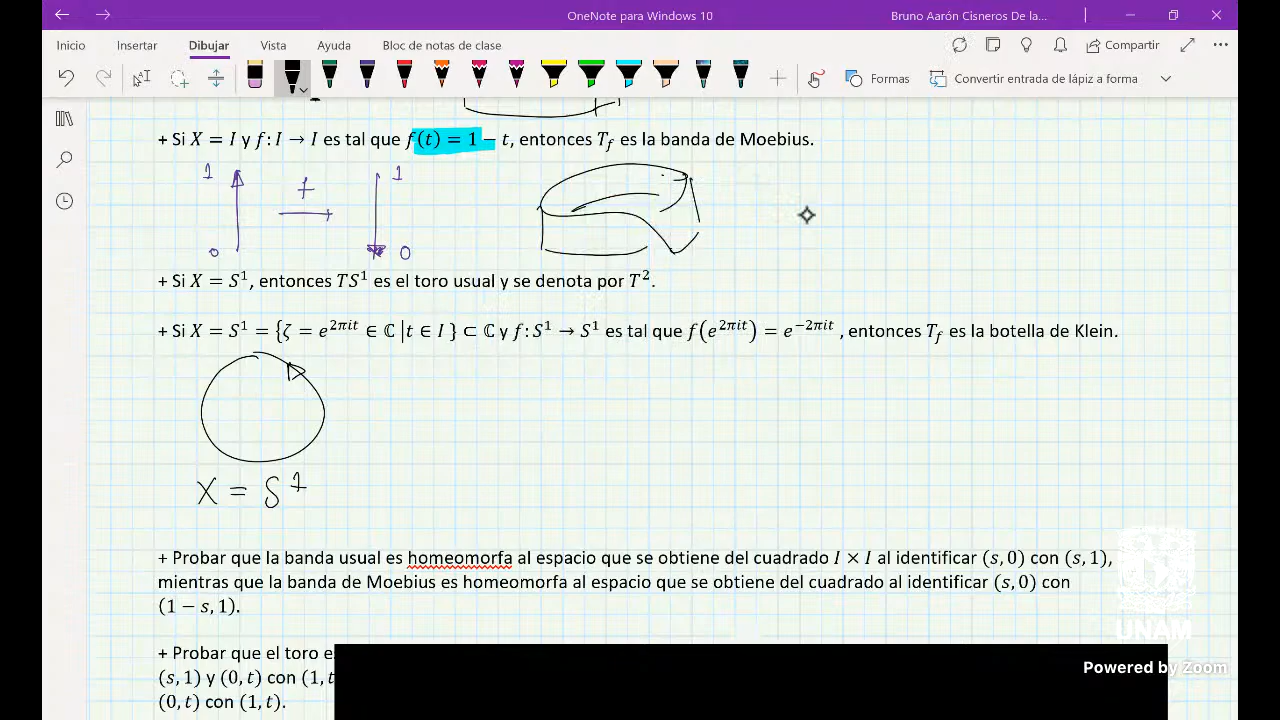 OneNote para Windows 10
Bruno Aarón Cisneros De la...
Inicio Insertar Dibujar Vista Ayuda Bloc de notas de clase Compartir
Formas Convertir entrada de lápiz a forma
+ Si X = I y f: I → I es tal que f(t) = 1 − t, entonces T_f es la banda de Moebius.
1 f 1
0 0
+ Si X = S¹, entonces TS¹ es el toro usual y se denota por T².
+ Si X = S¹ = {ζ = e^{2πit} ∈ ℂ | t ∈ I } ⊂ ℂ y f: S¹ → S¹ es tal que f(e^{2πit}) = e^{−2πit} , entonces T_f es la botella de Klein.
X = S¹
+ Probar que la banda usual es homeomorfa al espacio que se obtiene del cuadrado I × I al identificar (s, 0) con (s, 1),
mientras que la banda de Moebius es homeomorfa al espacio que se obtiene del cuadrado al identificar (s, 0) con
(1 − s, 1).
+ Probar que el toro e
(s, 1) y (0, t) con (1, t
(0, t) con (1, t).
UNAM
Powered by Zoom